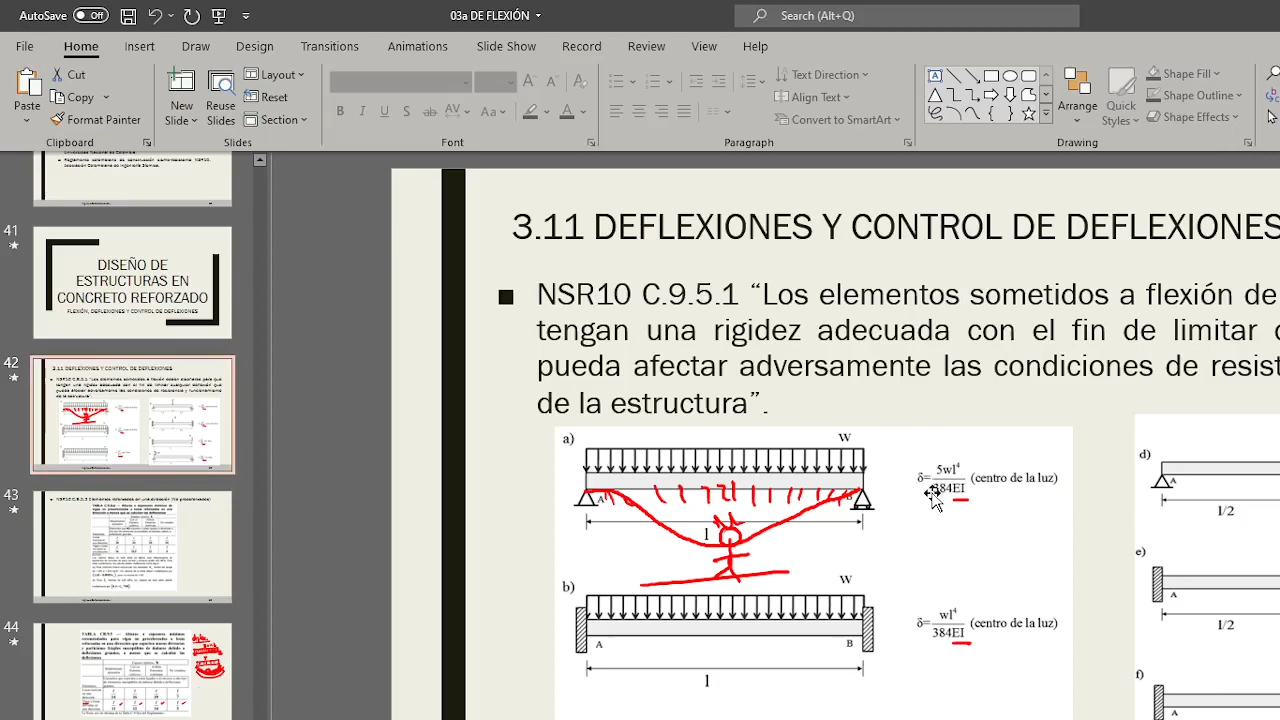 AutoSave Off 03a DE FLEXIÓN Search (Alt+Q)
File Home Insert Draw Design Transitions Animations Slide Show Record Review View Help
Paste
Cut
Copy
Format Painter
Clipboard
New Slide
Reuse Slides
Layout
Reset
Section
Slides
Font
Text Direction
Align Text
Convert to SmartArt
Paragraph
Arrange
Quick Styles
Shape Fill
Shape Outline
Shape Effects
Drawing
41
DISEÑO DE
ESTRUCTURAS EN
CONCRETO REFORZADO
FLEXIÓN, DEFLEXIONES Y CONTROL DE DEFLEXIONES
42
3.11 DEFLEXIONES Y CONTROL DE DEFLEXIONES
43
44
3.11 DEFLEXIONES Y CONTROL DE DEFLEXIONES
NSR10 C.9.5.1 “Los elementos sometidos a flexión de
tengan una rigidez adecuada con el fin de limitar
pueda afectar adversamente las condiciones de resist
de la estructura”.
a) W
A B
l
δ= 5wl⁴ / 384EI (centro de la luz)
b) W
A B
l
δ= wl⁴ / 384EI (centro de la luz)
d)
A
l/2
e)
A
l/2
f)
A